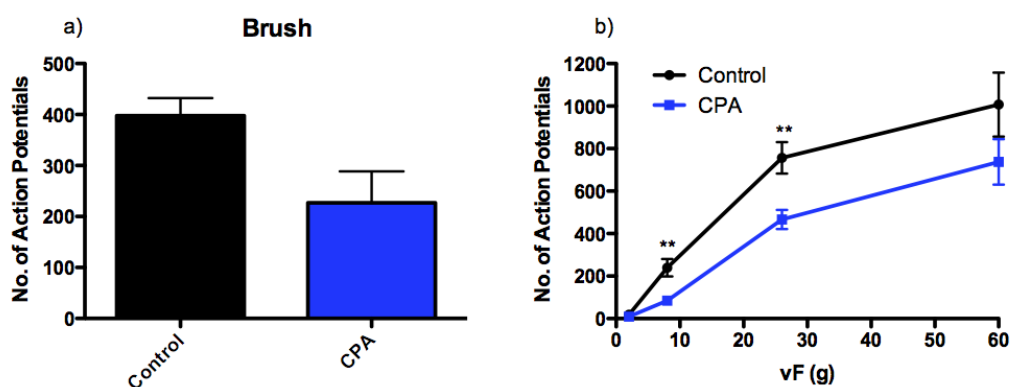 a)
Brush
No. of Action Potentials
500
400
300
200
100
0
Control
CPA
b)
No. of Action Potentials
1200
1000
800
600
400
200
0
Control
CPA
**
**
0
10
20
30
40
50
60
vF (g)